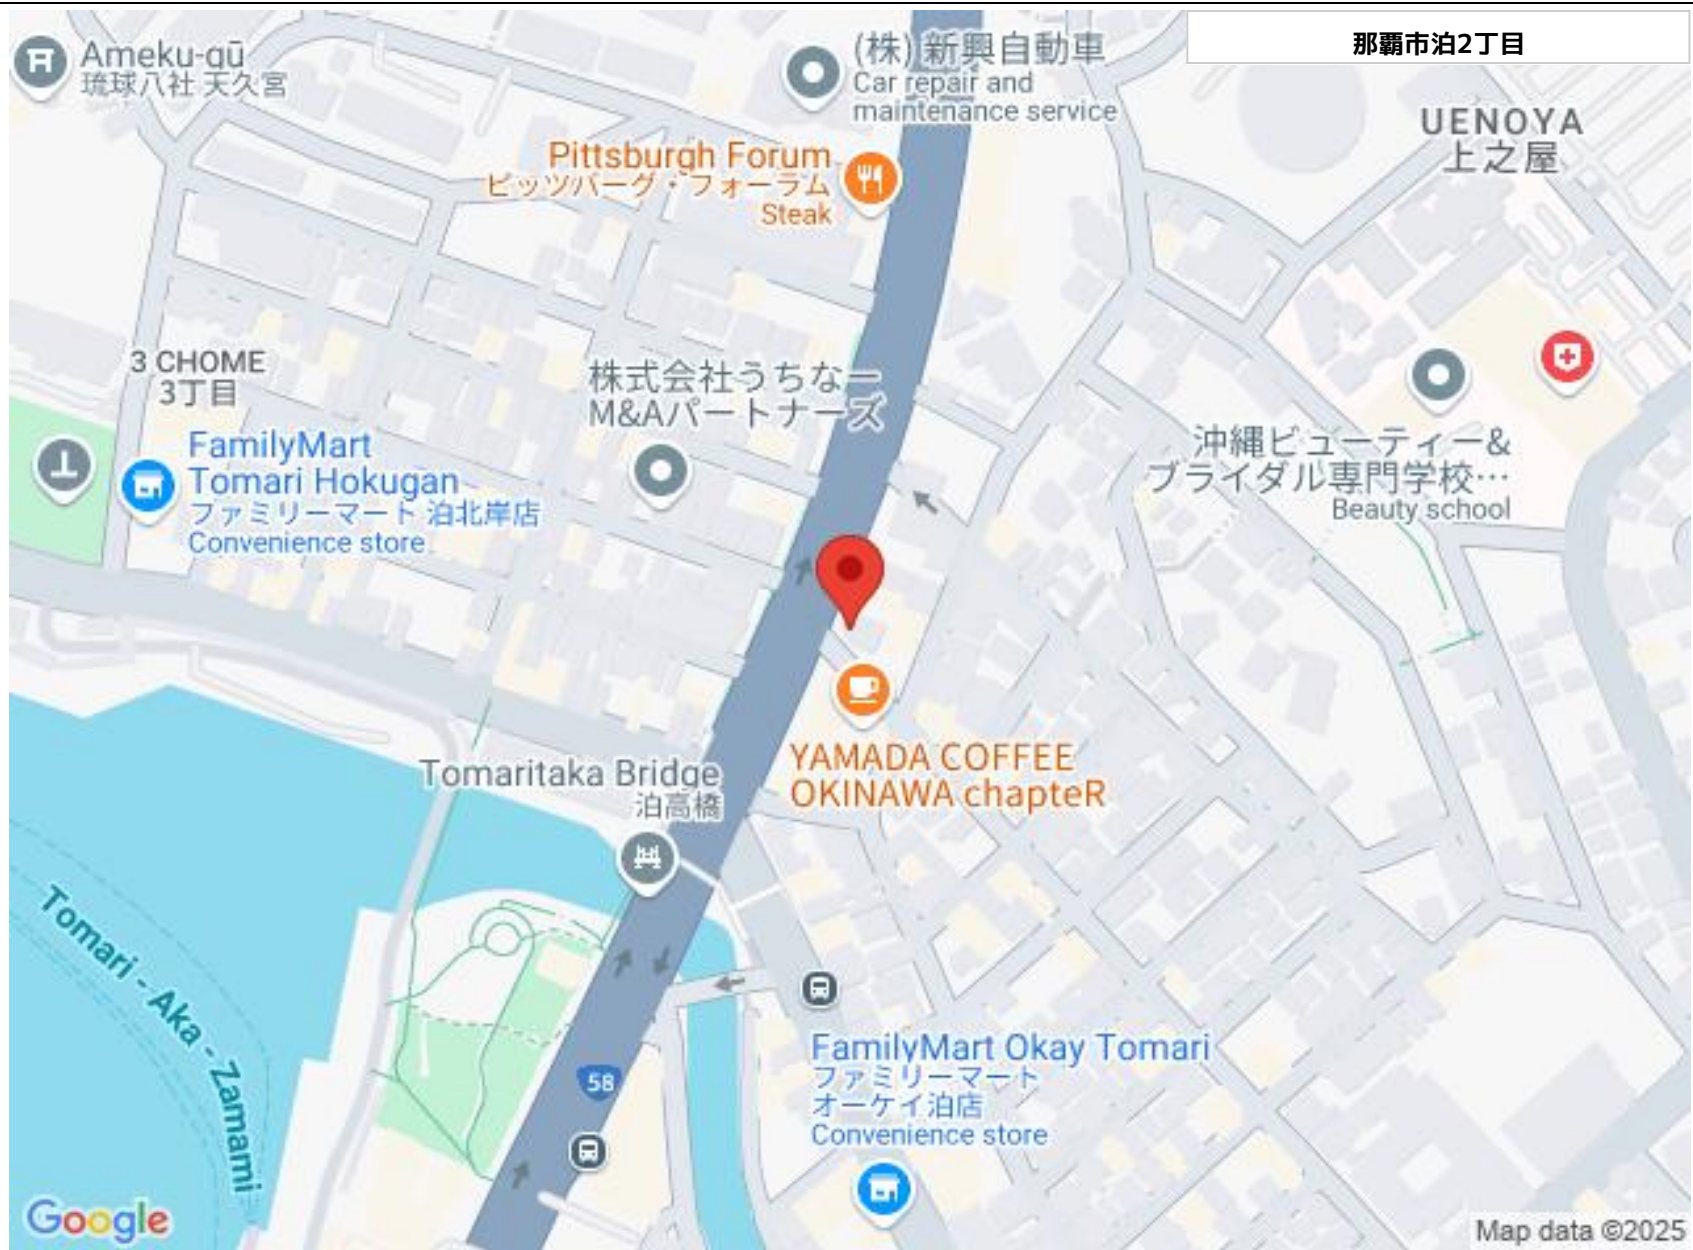 那覇市泊2丁目
Ameku-gū
琉球八社 天久宮
(株) 新興自動車
Car repair and
maintenance service
UENOYA
上之屋
Pittsburgh Forum
ピッツバーグ・フォーラム
Steak
3 CHOME
3丁目
株式会社うちなー
M&Aパートナーズ
FamilyMart
Tomari Hokugan
ファミリーマート 泊北岸店
Convenience store
沖縄ビューティー&
ブライダル専門学校…
Beauty school
YAMADA COFFEE
OKINAWA chapteR
Tomaritaka Bridge
泊高橋
Tomari - Aka - Zamami
58
FamilyMart Okay Tomari
ファミリーマート
オーケイ泊店
Convenience store
Google
Map data ©2025